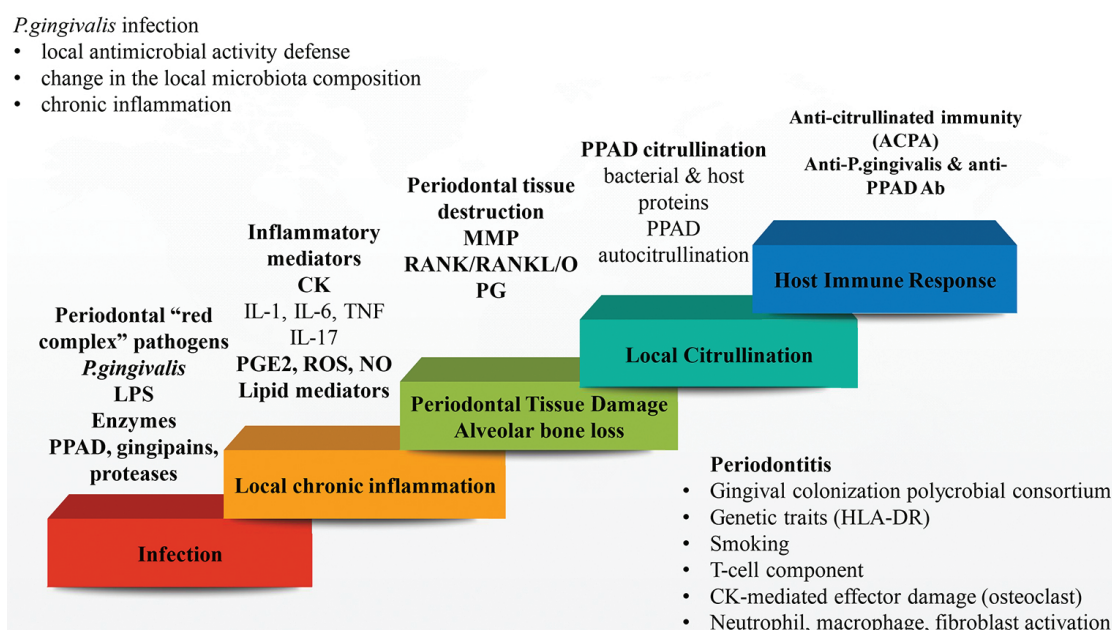 P.gingivalis infection
• local antimicrobial activity defense
• change in the local microbiota composition
• chronic inflammation
Periodontal “red
complex” pathogens
P.gingivalis
LPS
Enzymes
PPAD, gingipains,
proteases
Infection
Inflammatory
mediators
CK
IL-1, IL-6, TNF
IL-17
PGE2, ROS, NO
Lipid mediators
Local chronic inflammation
Periodontal tissue
destruction
MMP
RANK/RANKL/O
PG
Periodontal Tissue Damage
Alveolar bone loss
PPAD citrullination
bacterial & host
proteins
PPAD
autocitrullination
Local Citrullination
Anti-citrullinated immunity
(ACPA)
Anti-P.gingivalis & anti-
PPAD Ab
Host Immune Response
Periodontitis
• Gingival colonization polycrobial consortium
• Genetic traits (HLA-DR)
• Smoking
• T-cell component
• CK-mediated effector damage (osteoclast)
• Neutrophil, macrophage, fibroblast activation